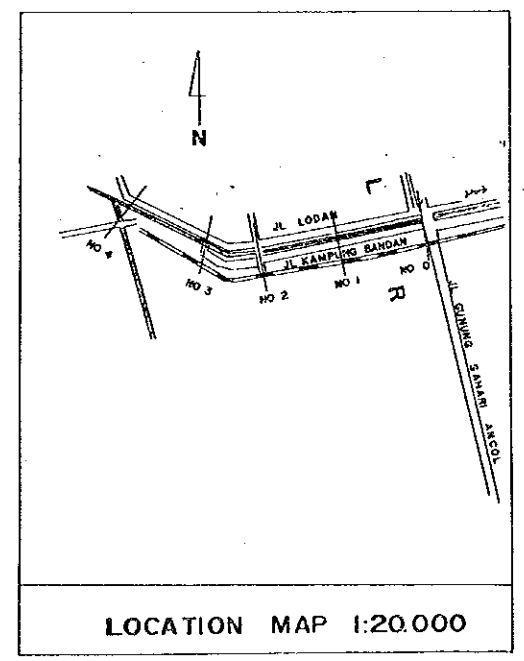 N
JL LODAN
L
JL KAMPUNG BANDAN
NO 4
NO 3
NO 2
NO 1
NO 0
R
JL GUNUNG SAHARI ANCOL
LOCATION MAP 1:20.000